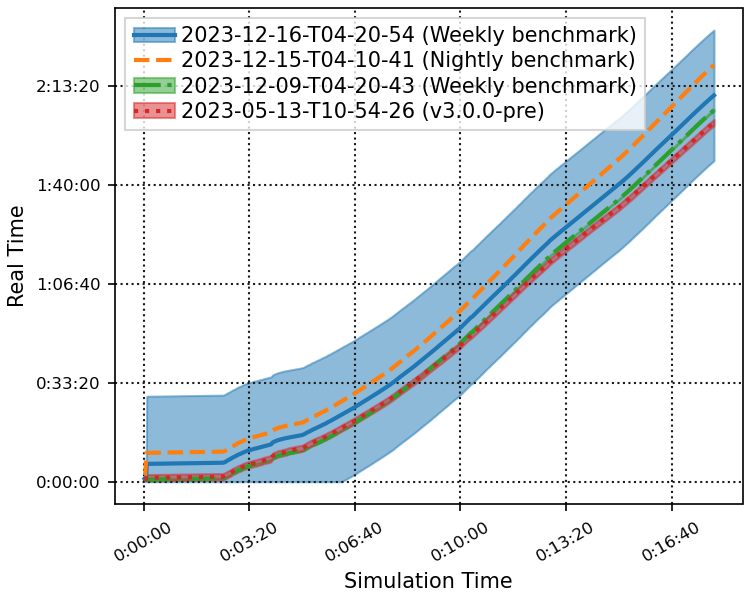 2023-12-16-T04-20-54 (Weekly benchmark)
2023-12-15-T04-10-41 (Nightly benchmark)
2023-12-09-T04-20-43 (Weekly benchmark)
2023-05-13-T10-54-26 (v3.0.0-pre)
2:13:20
1:40:00
1:06:40
0:33:20
0:00:00
Real Time
0:00:00
0:03:20
0:06:40
0:10:00
0:13:20
0:16:40
Simulation Time